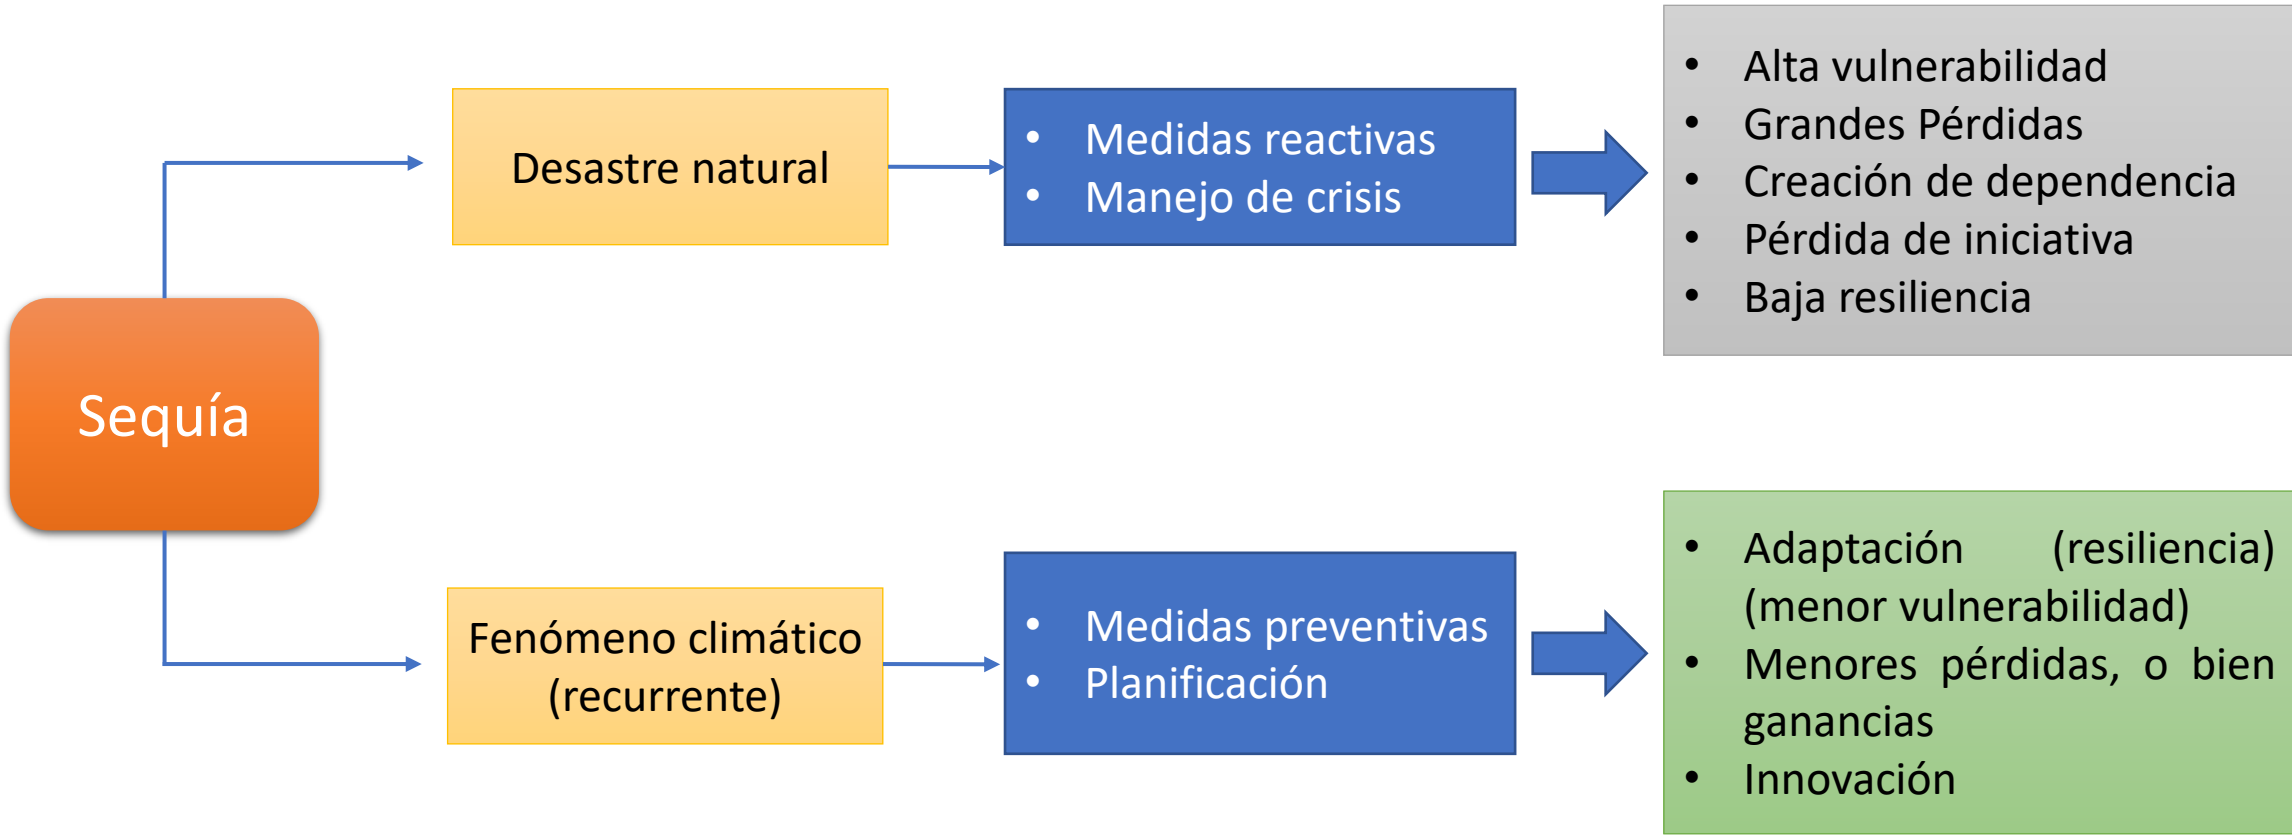 Sequía
Desastre natural
• Medidas reactivas
• Manejo de crisis
• Alta vulnerabilidad
• Grandes Pérdidas
• Creación de dependencia
• Pérdida de iniciativa
• Baja resiliencia
Fenómeno climático
(recurrente)
• Medidas preventivas
• Planificación
• Adaptación (resiliencia)
(menor vulnerabilidad)
• Menores pérdidas, o bien
ganancias
• Innovación